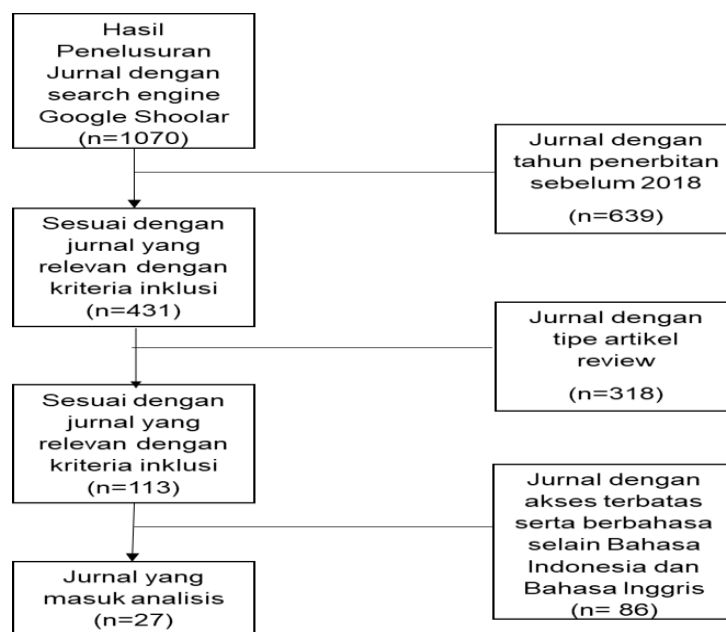 Hasil
Penelusuran
Jurnal dengan
search engine
Google Shoolar
(n=1070)
Jurnal dengan
tahun penerbitan
sebelum 2018
(n=639)
Sesuai dengan
jurnal yang
relevan dengan
kriteria inklusi
(n=431)
Jurnal dengan
tipe artikel
review
(n=318)
Sesuai dengan
jurnal yang
relevan dengan
kriteria inklusi
(n=113)
Jurnal dengan
akses terbatas
serta berbahasa
selain Bahasa
Indonesia dan
Bahasa Inggris
(n= 86)
Jurnal yang
masuk analisis
(n=27)